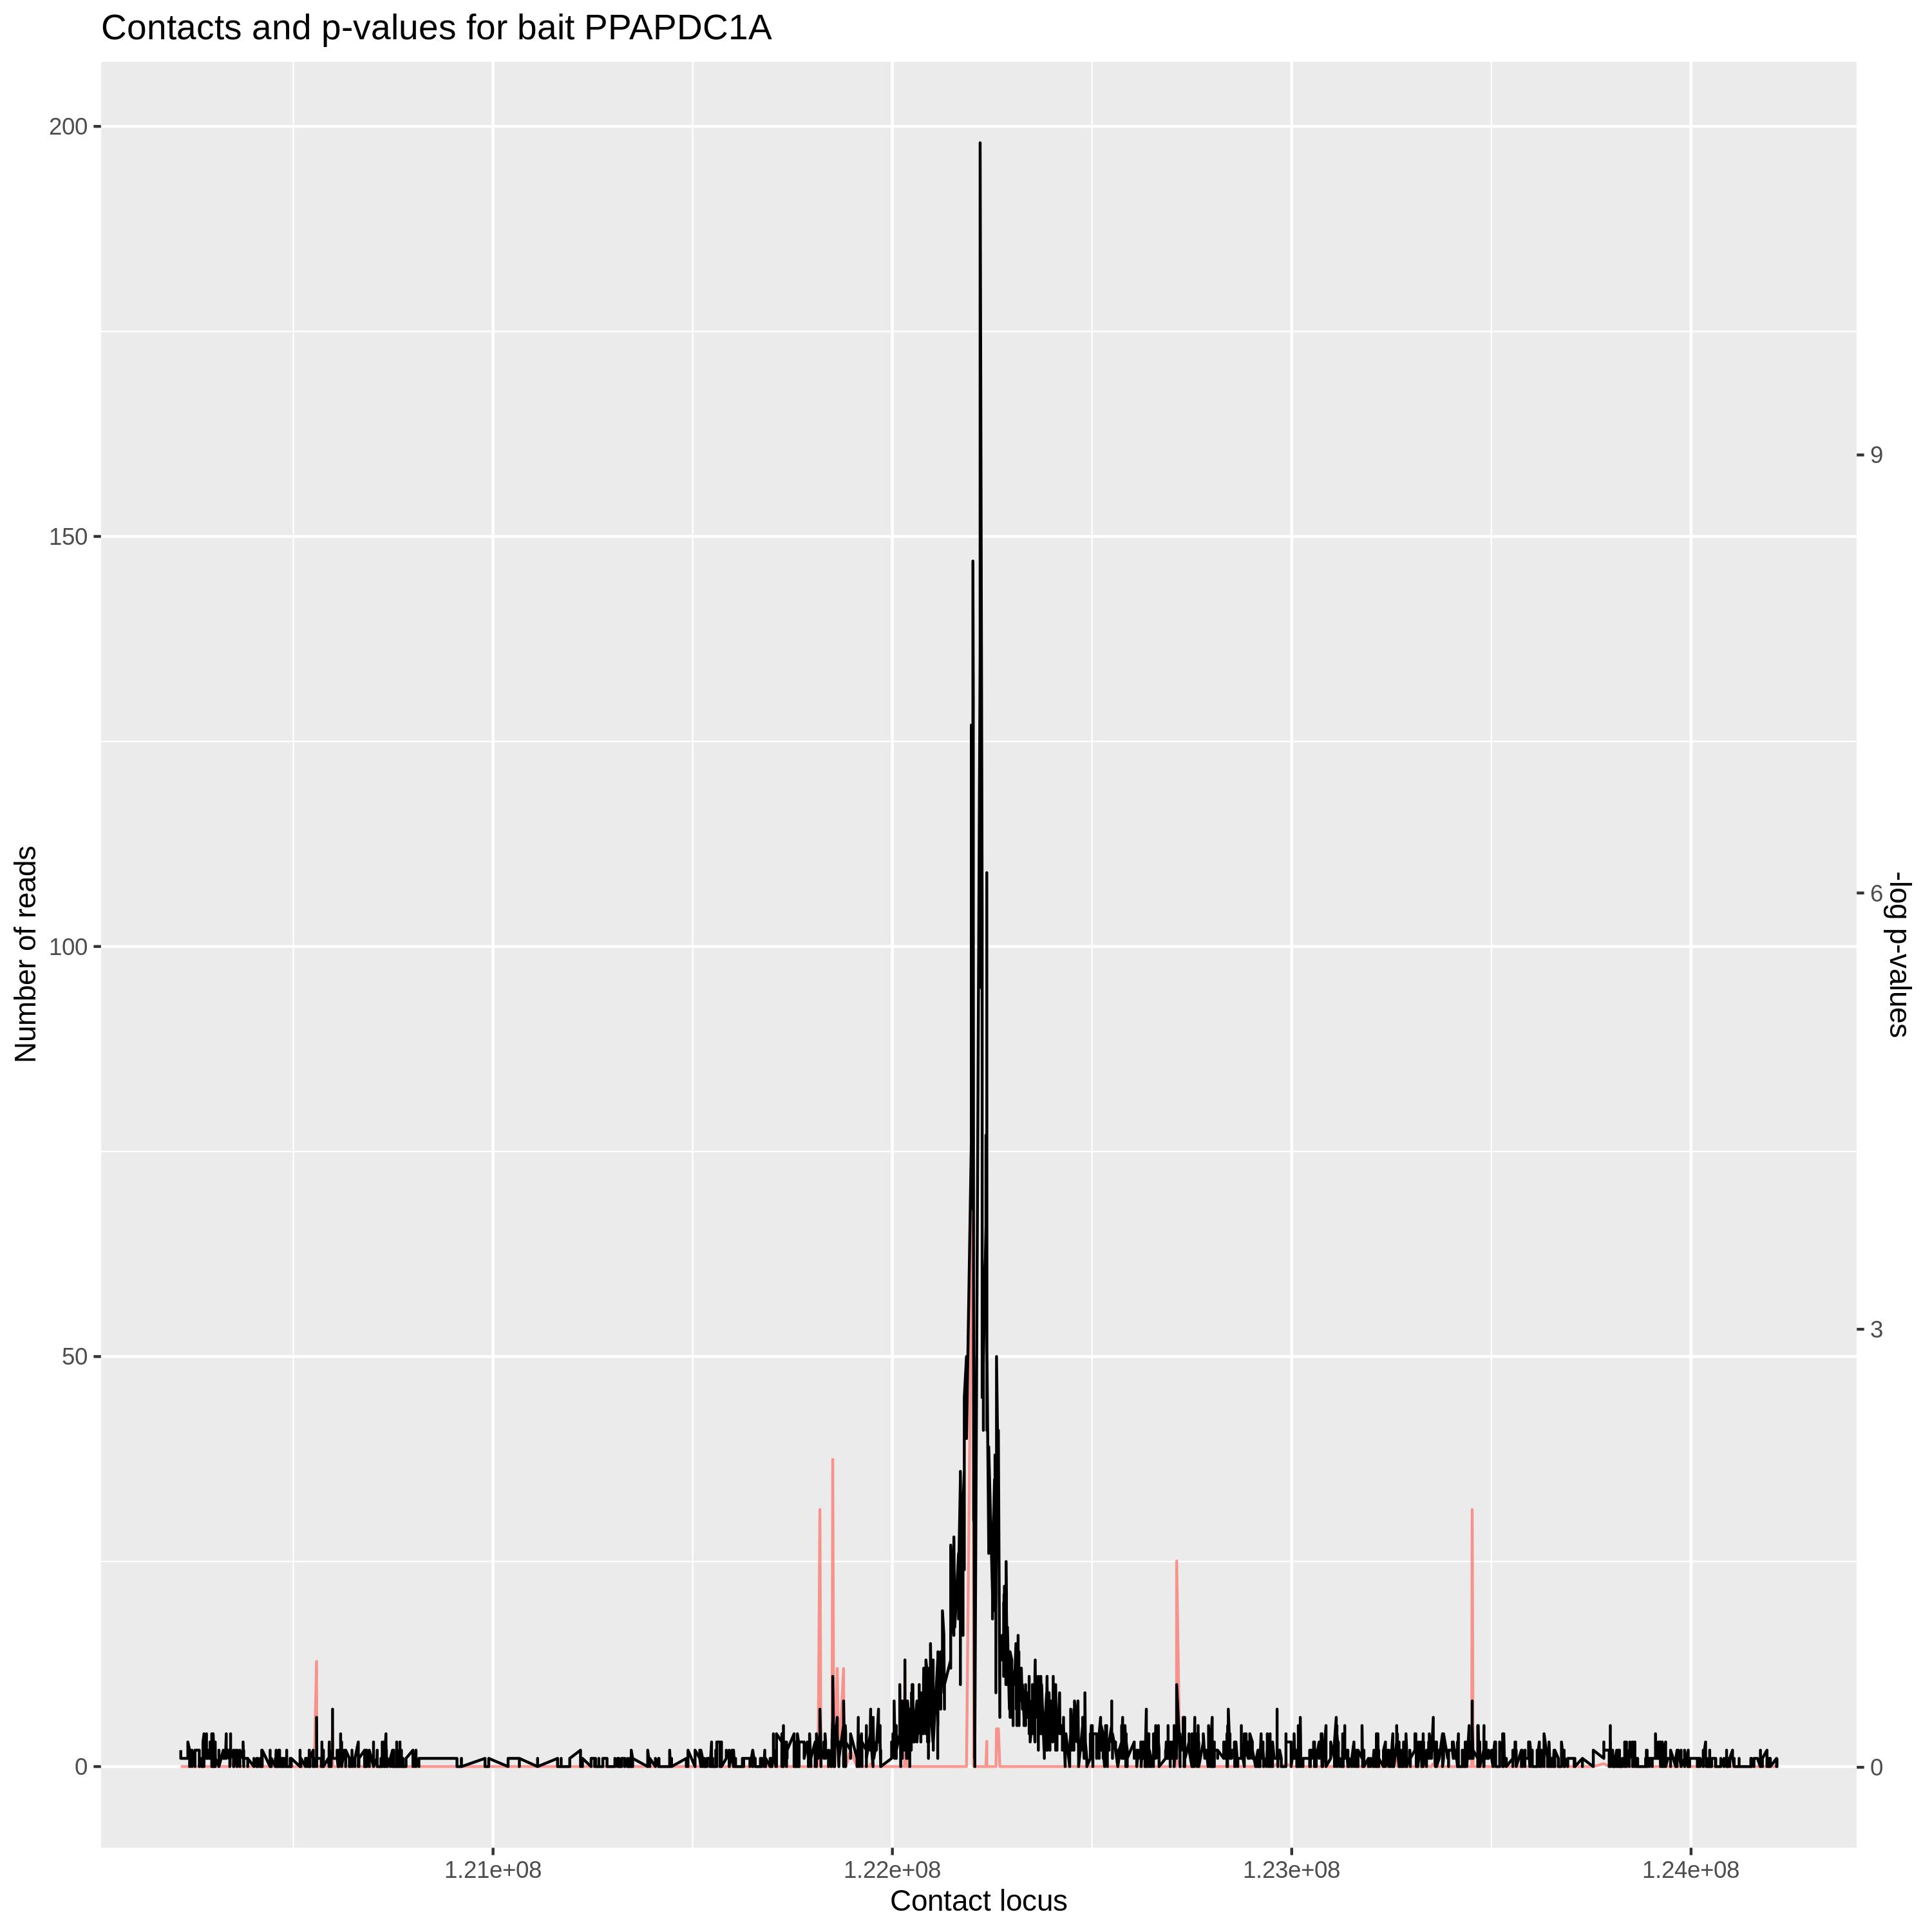 Contacts and p-values for bait PPAPDC1A
200
150
100
50
0
Number of reads
9
6
3
0
-log p-values
1.21e+08
1.22e+08
1.23e+08
1.24e+08
Contact locus